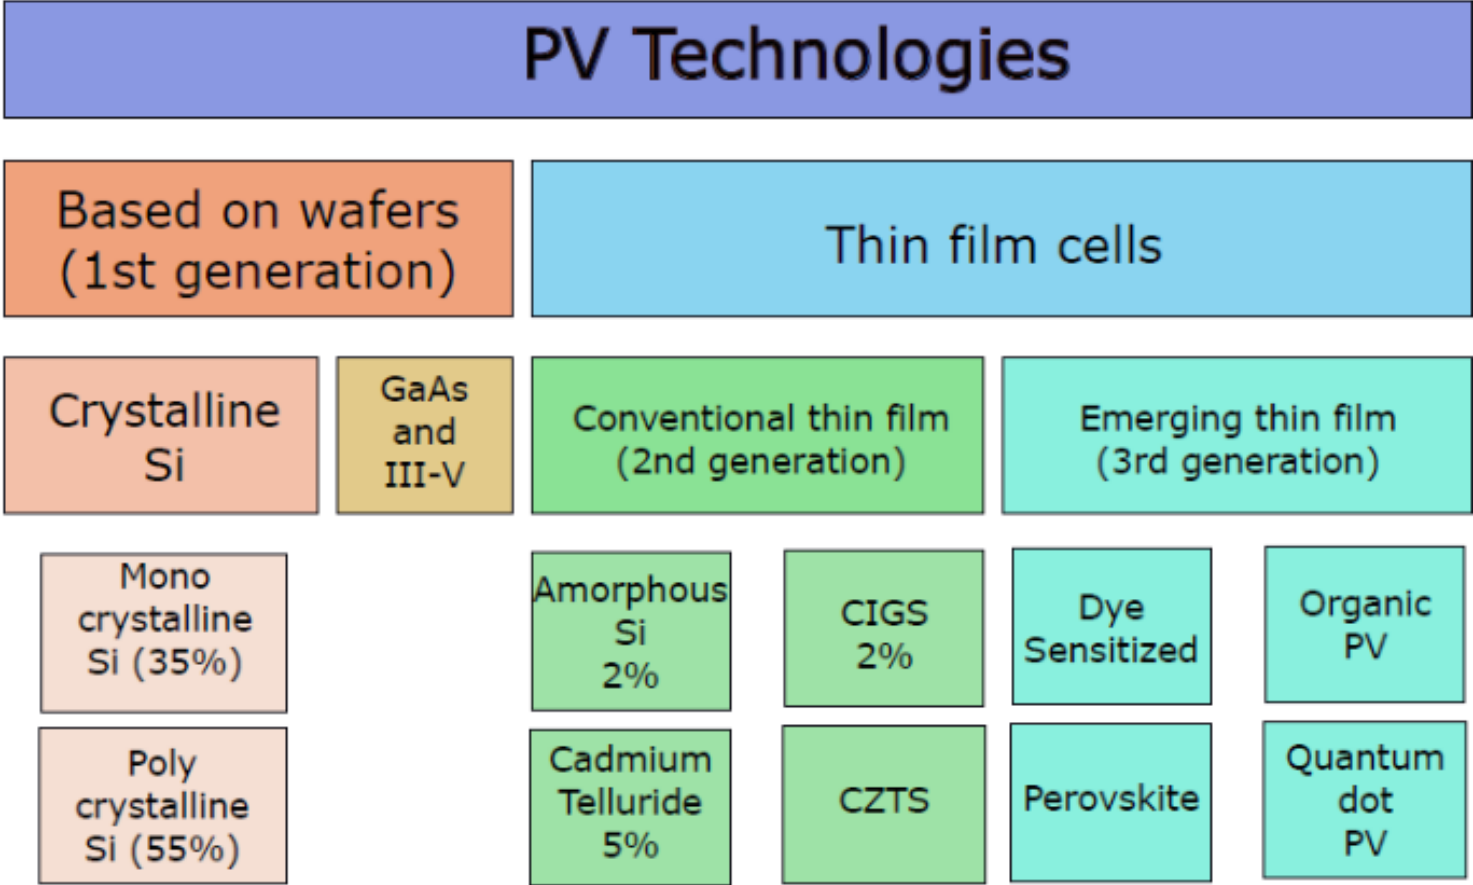 PV Technologies
Based on wafers
(1st generation)
Thin film cells
Crystalline
Si
GaAs
and
III-V
Conventional thin film
(2nd generation)
Emerging thin film
(3rd generation)
Mono
crystalline
Si (35%)
Amorphous
Si
2%
CIGS
2%
Dye
Sensitized
Organic
PV
Poly
crystalline
Si (55%)
Cadmium
Telluride
5%
CZTS
Perovskite
Quantum
dot
PV